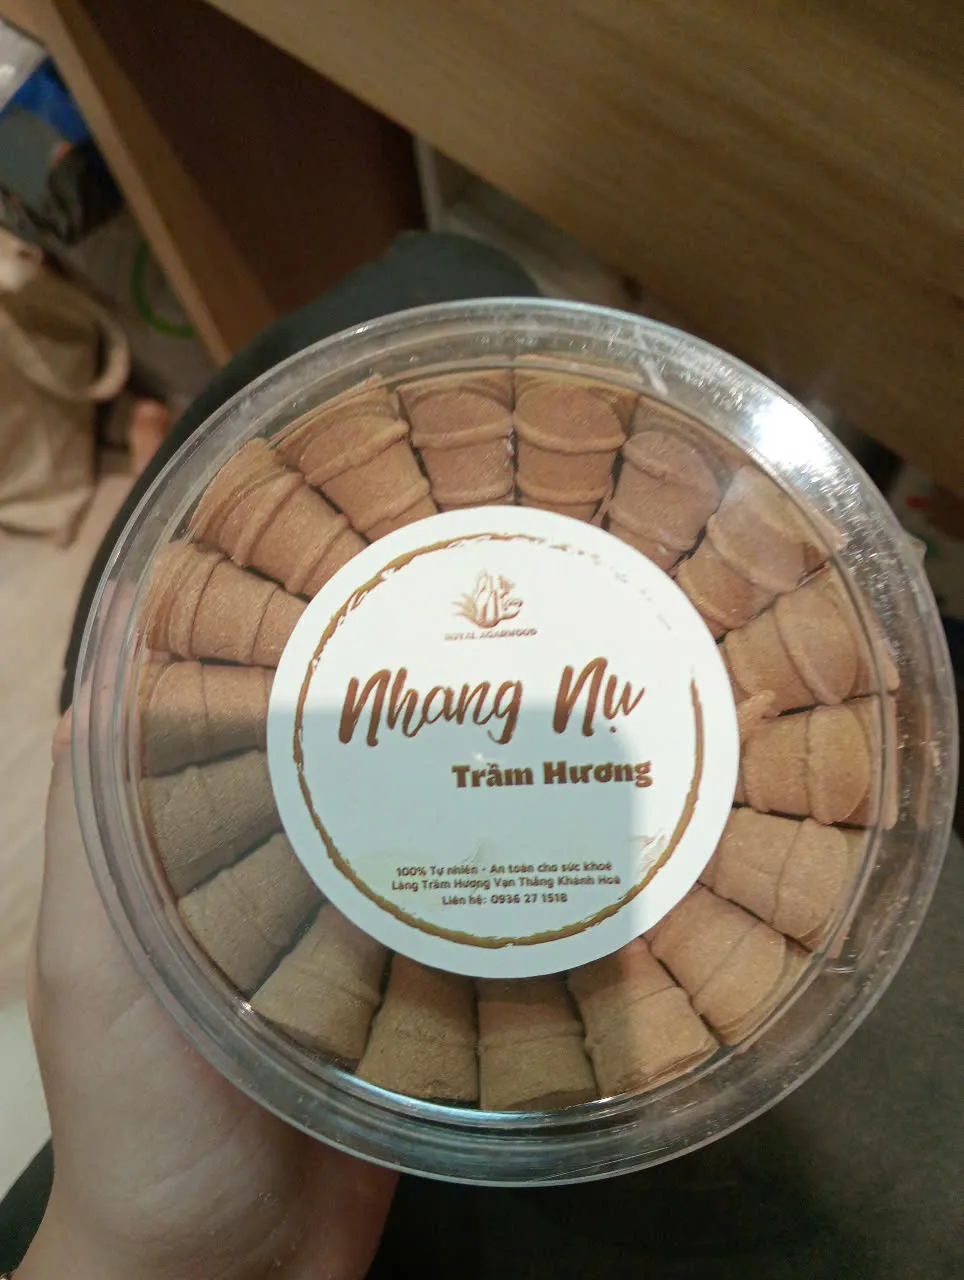 ROYAL AGARWOOD
Nhang Nụ
Trầm Hương
100% Tự nhiên - An toàn cho sức khoẻ
Làng Trầm Hương Vạn Thắng Khánh Hoà
Liên hệ: 0936 27 1518